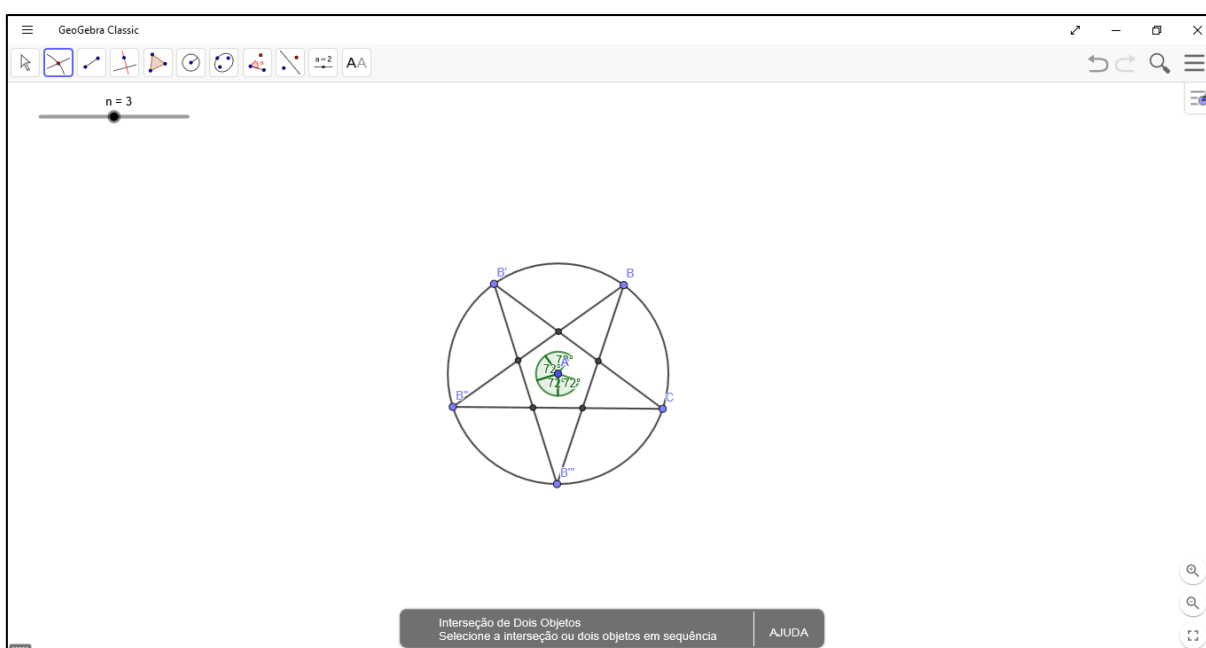 GeoGebra Classic
a=2
AA
n = 3
B'
B
72°
A
72°
72°
72°
B''
C
B'''
Interseção de Dois Objetos
Selecione a interseção ou dois objetos em sequência
AJUDA